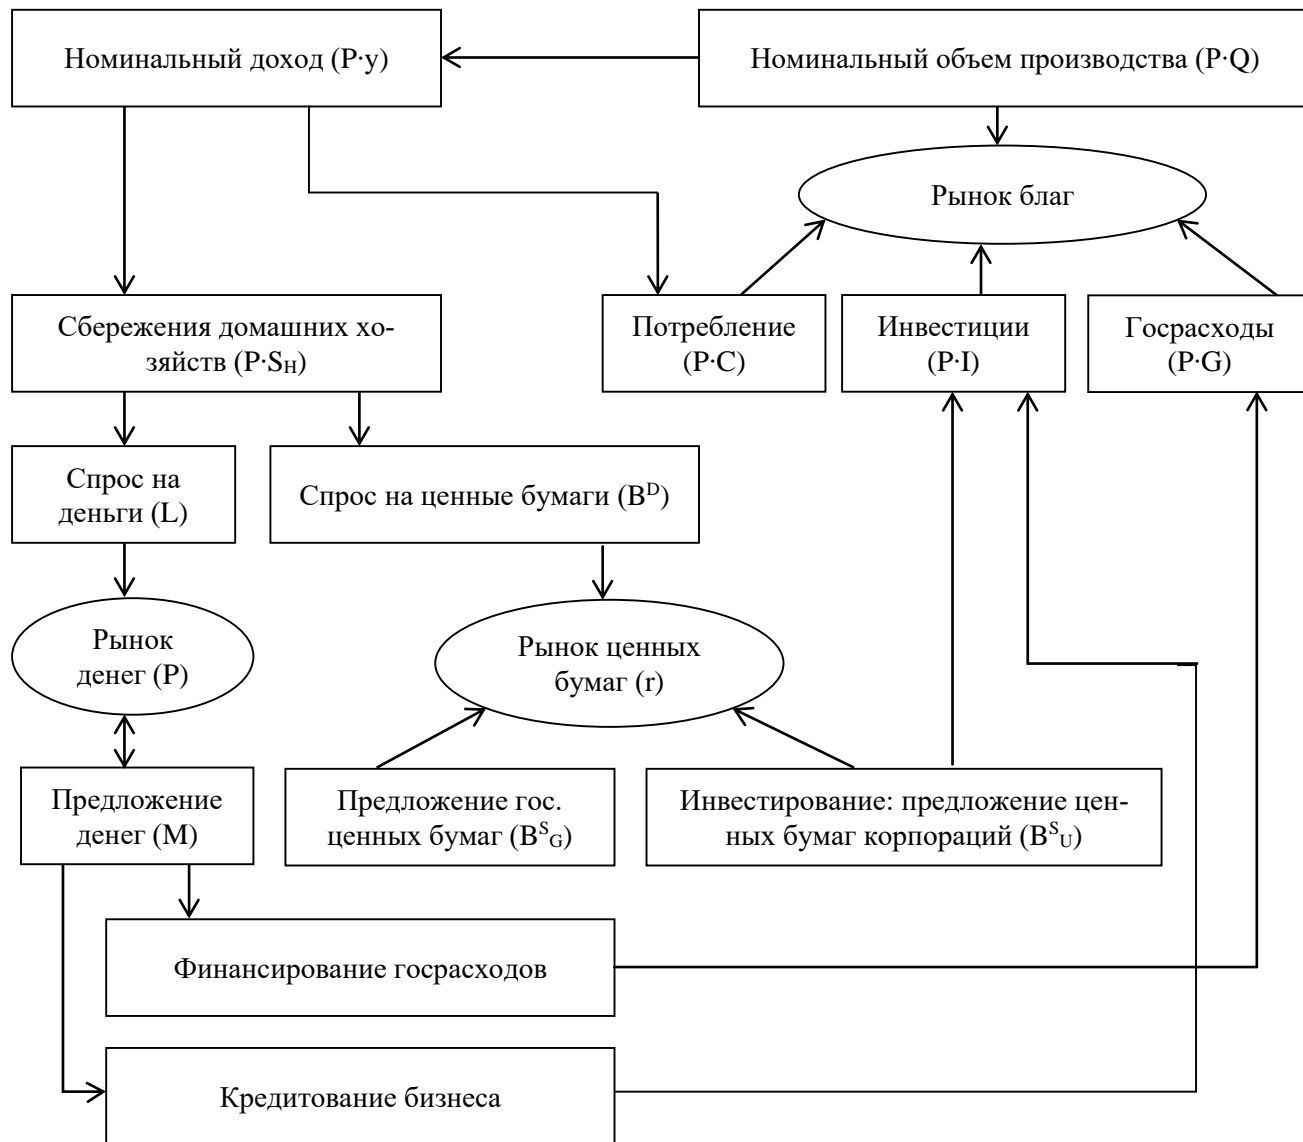 Номинальный доход (P·y)
Номинальный объем производства (P·Q)
Рынок благ
Сбережения домашних хо-
зяйств (P·S_H)
Потребление
(P·C)
Инвестиции
(P·I)
Госрасходы
(P·G)
Спрос на
деньги (L)
Спрос на ценные бумаги (B^D)
Рынок
денег (P)
Рынок ценных
бумаг (r)
Предложение
денег (M)
Предложение гос.
ценных бумаг (B^S_G)
Инвестирование: предложение цен-
ных бумаг корпораций (B^S_U)
Финансирование госрасходов
Кредитование бизнеса